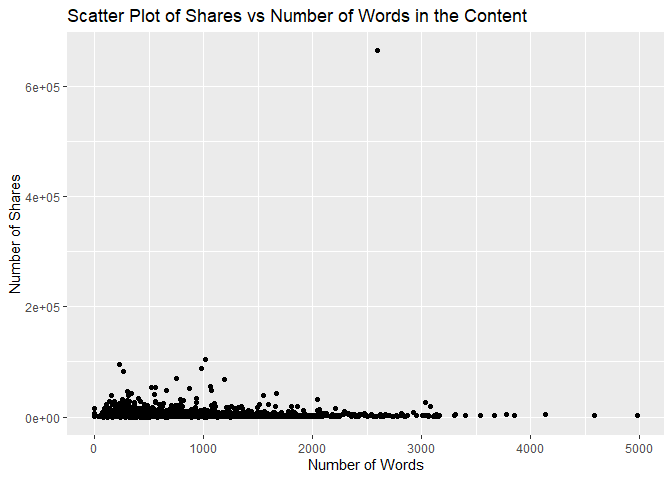 Scatter Plot of Shares vs Number of Words in the Content
6e+05
4e+05
2e+05
0e+00
Number of Shares
0 1000 2000 3000 4000 5000
Number of Words